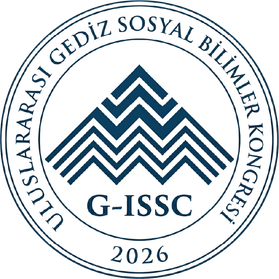 ULUSLARARASI GEDİZ SOSYAL BİLİMLER KONGRESİ
G-ISSC
2026